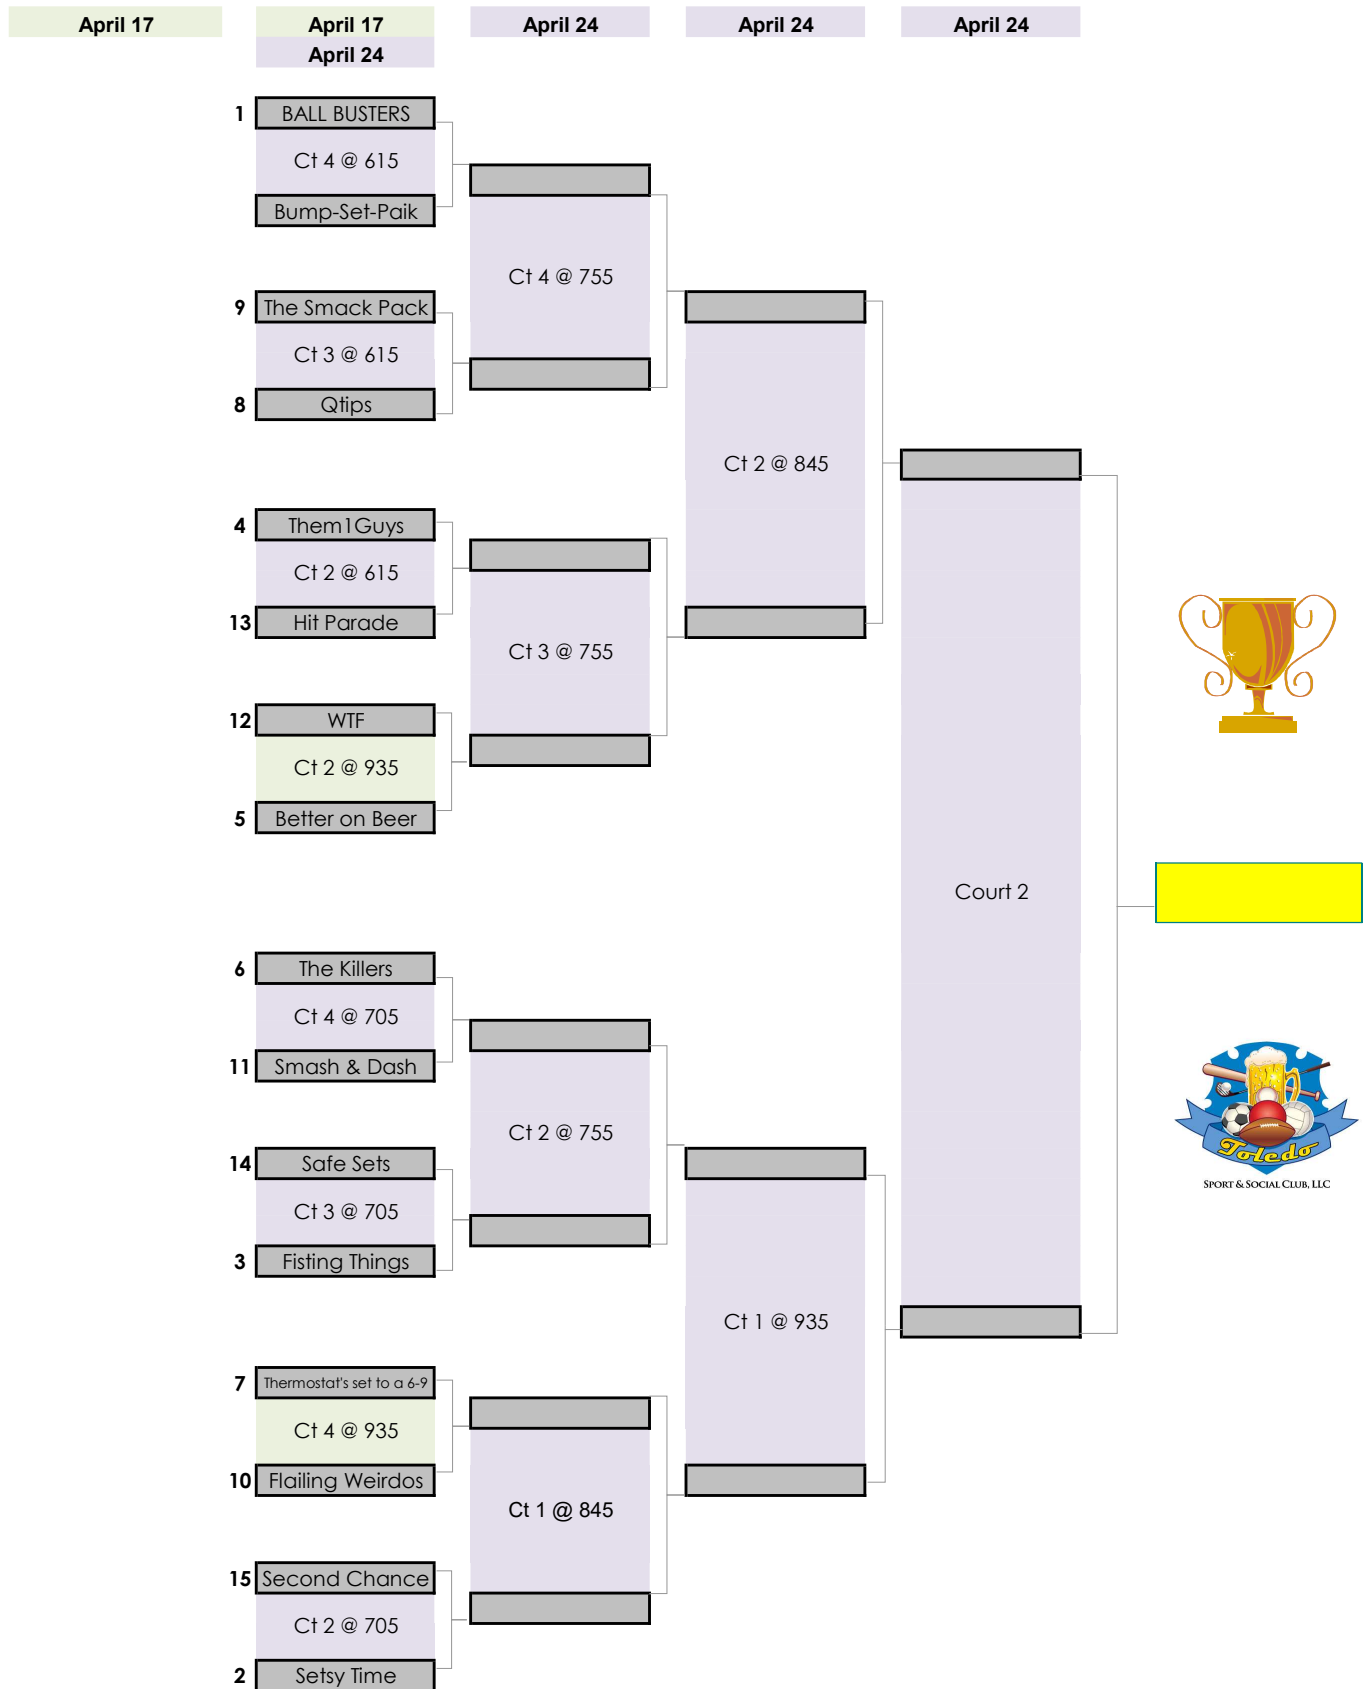 April 17
April 17
April 24
April 24
April 24
April 24
1 BALL BUSTERS
Ct 4 @ 615
Bump-Set-Paik
Ct 4 @ 755
9 The Smack Pack
Ct 3 @ 615
8 Qtips
Ct 2 @ 845
4 Them1Guys
Ct 2 @ 615
13 Hit Parade
Ct 3 @ 755
12 WTF
Ct 2 @ 935
5 Better on Beer
Court 2
6 The Killers
Ct 4 @ 705
11 Smash & Dash
Ct 2 @ 755
14 Safe Sets
Ct 3 @ 705
3 Fisting Things
Toledo
SPORT & SOCIAL CLUB, LLC
Ct 1 @ 935
7 Thermostat's set to a 6-9
Ct 4 @ 935
10 Flailing Weirdos
Ct 1 @ 845
15 Second Chance
Ct 2 @ 705
2 Setsy Time